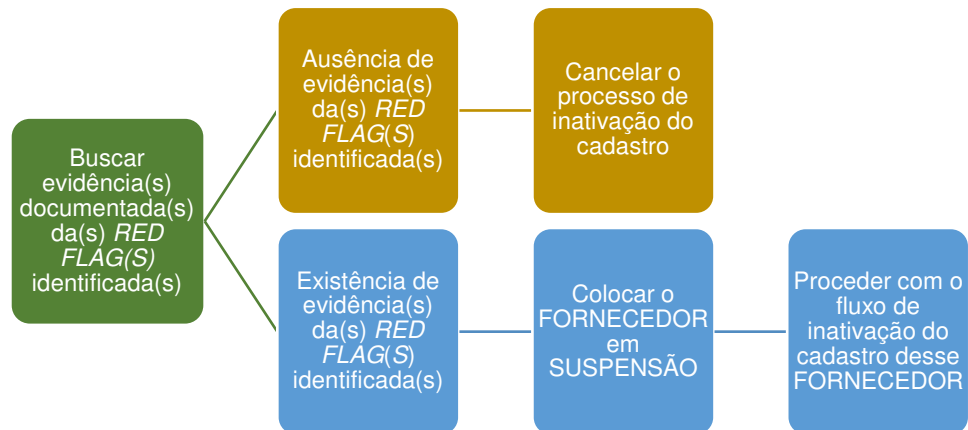 Buscar
evidência(s)
documentada(s)
da(s) RED
FLAG(S)
identificada(s)
Ausência de
evidência(s)
da(s) RED
FLAG(S)
identificada(s)
Cancelar o
processo de
inativação do
cadastro
Existência de
evidência(s)
da(s) RED
FLAG(S)
identificada(s)
Colocar o
FORNECEDOR
em
SUSPENSÃO
Proceder com o
fluxo de
inativação do
cadastro desse
FORNECEDOR